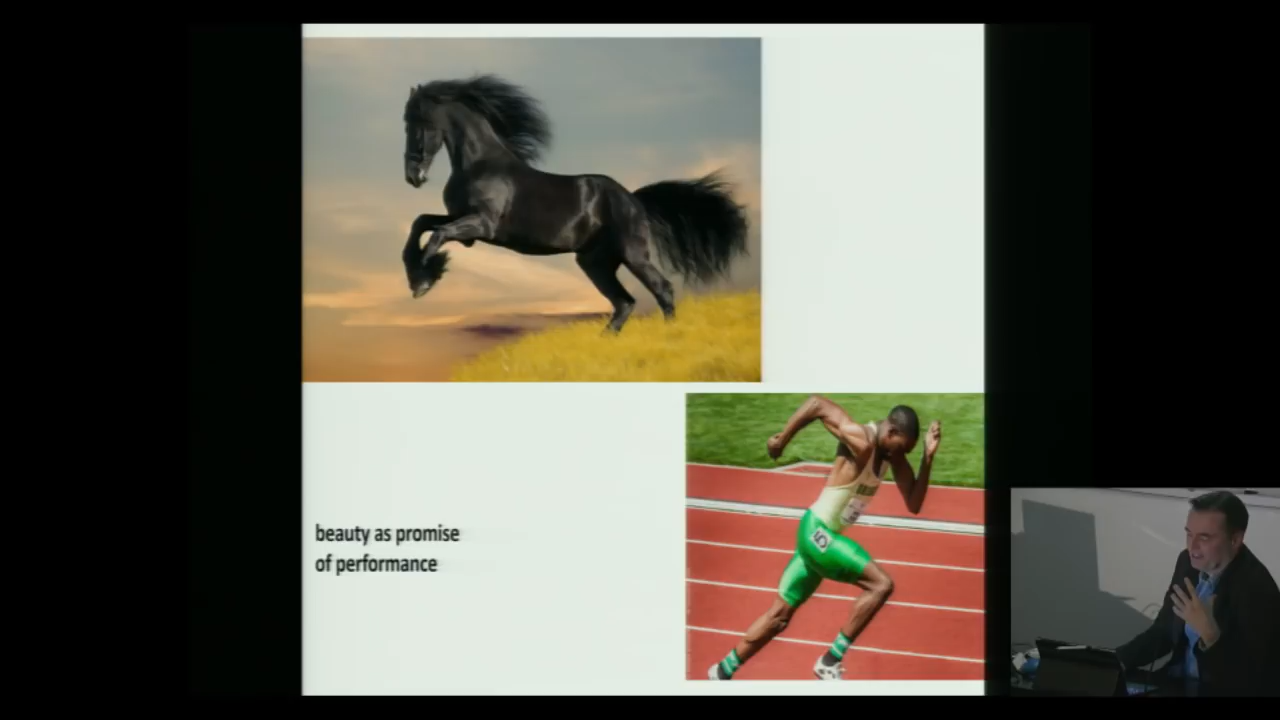 beauty as promise
of performance